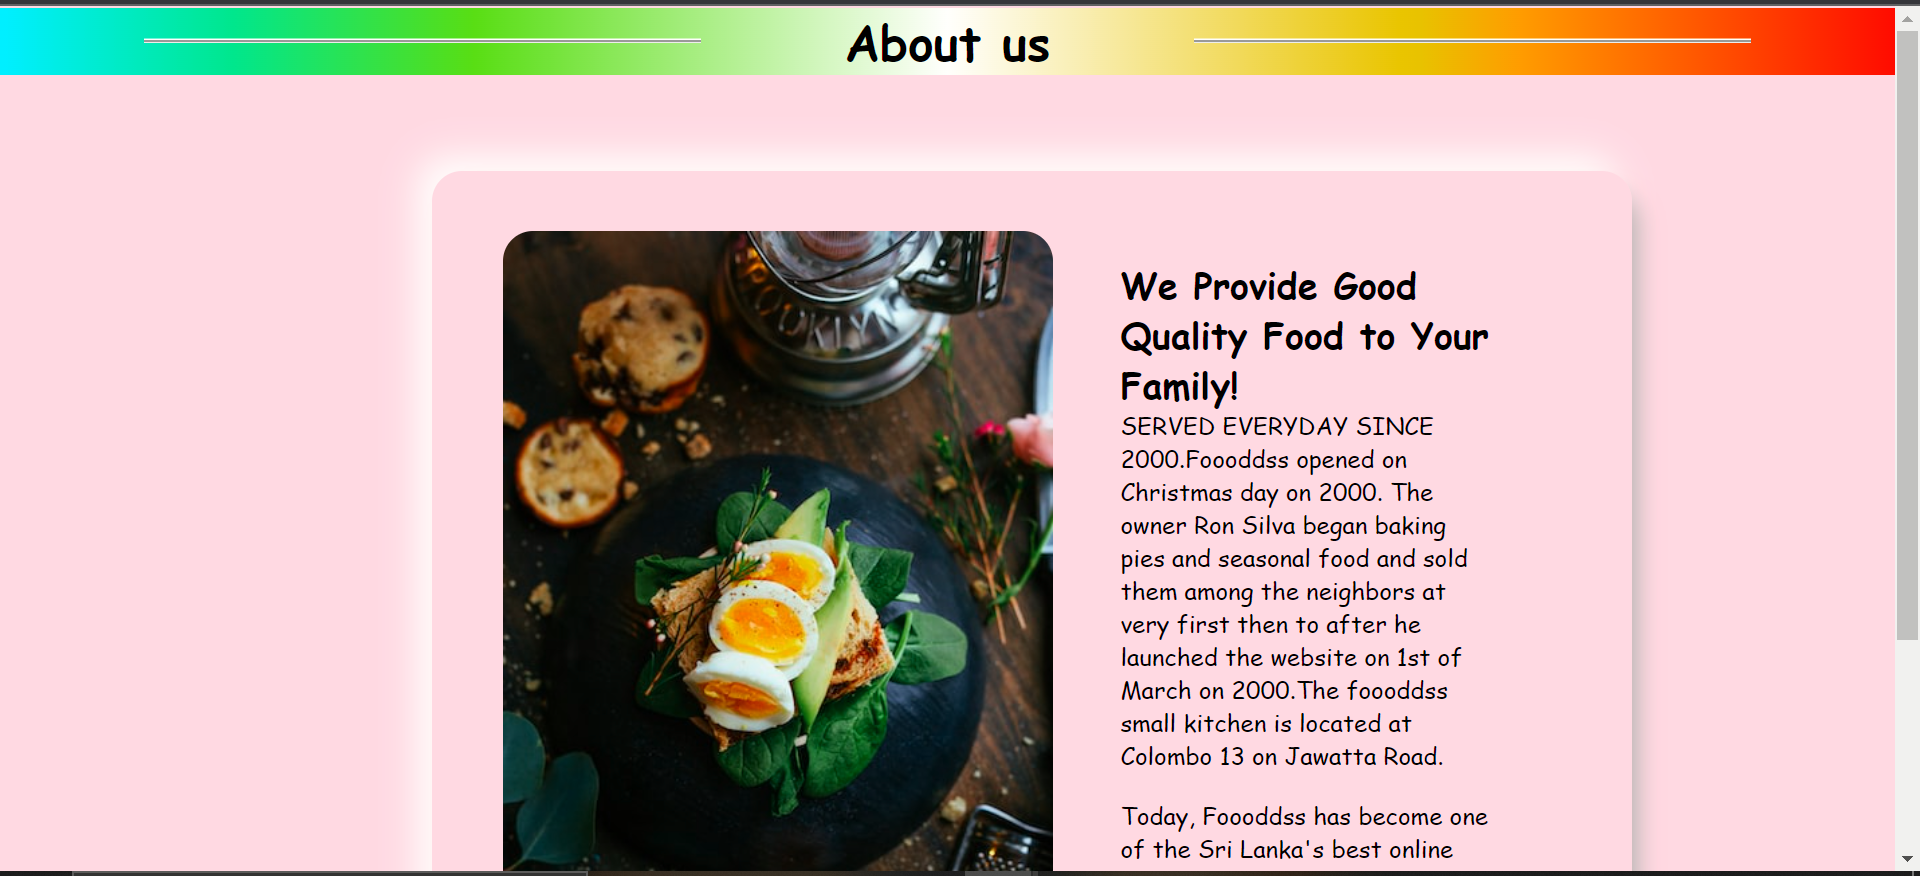 About us
We Provide Good
Quality Food to Your
Family!
SERVED EVERYDAY SINCE
2000.Foooddss opened on
Christmas day on 2000. The
owner Ron Silva began baking
pies and seasonal food and sold
them among the neighbors at
very first then to after he
launched the website on 1st of
March on 2000.The foooddss
small kitchen is located at
Colombo 13 on Jawatta Road.
Today, Foooddss has become one
of the Sri Lanka's best online